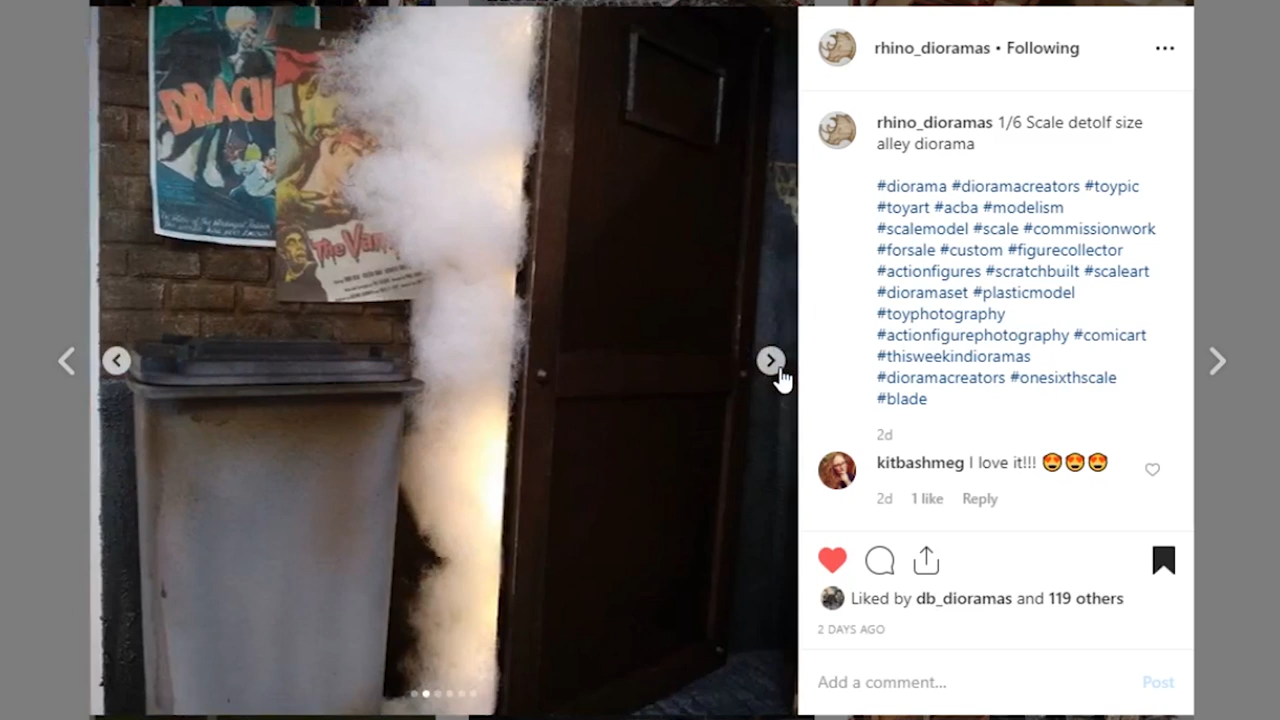 DRACU
The Vam
rhino_dioramas • Following
rhino_dioramas 1/6 Scale detolf size
alley diorama
#diorama #dioramacreators #toypic
#toyart #acba #modelism
#scalemodel #scale #commissionwork
#forsale #custom #figurecollector
#actionfigures #scratchbuilt #scaleart
#dioramaset #plasticmodel
#toyphotography
#actionfigurephotography #comicart
#thisweekindioramas
#dioramacreators #onesixthscale
#blade
2d
kitbashmeg I love it!!! 😍😍😍
2d 1 like Reply
Liked by db_dioramas and 119 others
2 DAYS AGO
Add a comment... Post